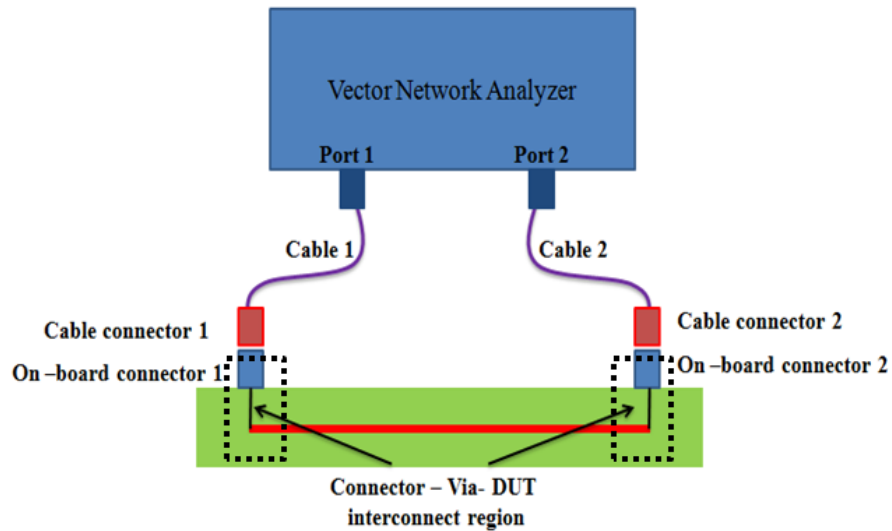 Vector Network Analyzer
Port 1
Port 2
Cable 1
Cable 2
Cable connector 1
Cable connector 2
On –board connector 1
On –board connector 2
Connector – Via- DUT
interconnect region